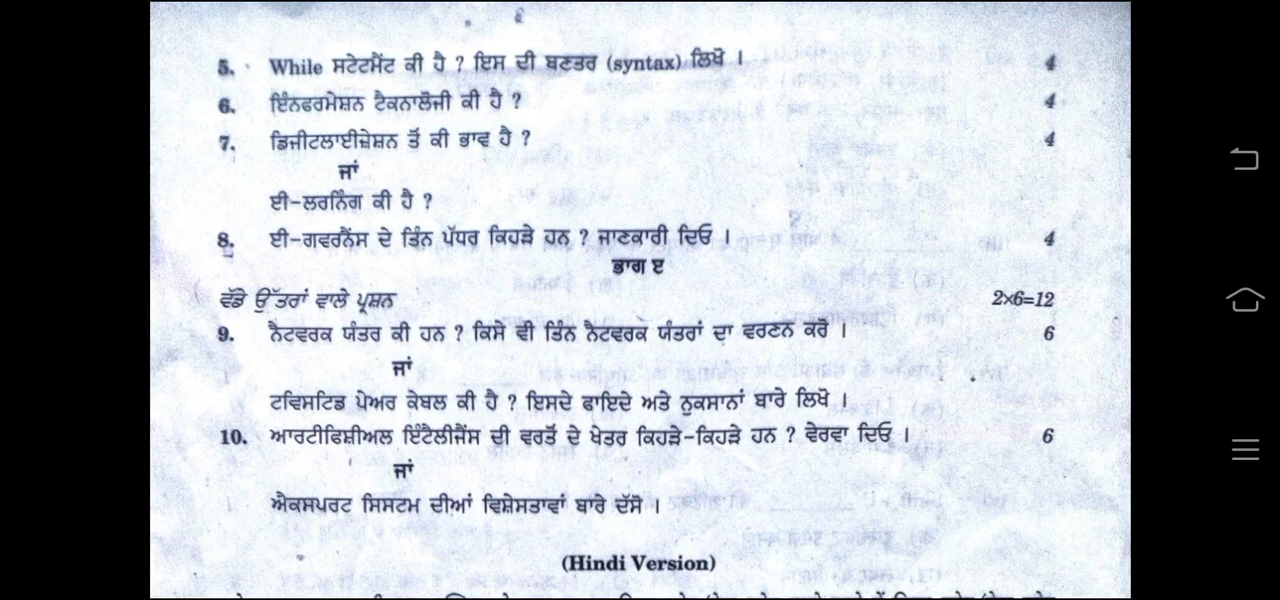 5. While ਸਟੇਟਮੈਂਟ ਕੀ ਹੈ ? ਇਸ ਦੀ ਬਣਤਰ (syntax) ਲਿਖੋ । 4
6. ਇੰਨਫਰਮੇਸ਼ਨ ਟੈਕਨਾਲੋਜੀ ਕੀ ਹੈ ? 4
7. ਡਿਜੀਟਲਾਈਜ਼ੇਸ਼ਨ ਤੋਂ ਕੀ ਭਾਵ ਹੈ ? 4
ਜਾਂ
ਈ-ਲਰਨਿੰਗ ਕੀ ਹੈ ?
8. ਈ-ਗਵਰਨੈਂਸ ਦੇ ਤਿੰਨ ਪੱਧਰ ਕਿਹੜੇ ਹਨ ? ਜਾਣਕਾਰੀ ਦਿਓ । 4
ਭਾਗ ੲ
ਵੱਡੇ ਉੱਤਰਾਂ ਵਾਲੇ ਪ੍ਰਸ਼ਨ 2×6=12
9. ਨੈਟਵਰਕ ਯੰਤਰ ਕੀ ਹਨ ? ਕਿਸੇ ਵੀ ਤਿੰਨ ਨੈਟਵਰਕ ਯੰਤਰਾਂ ਦਾ ਵਰਣਨ ਕਰੋ । 6
ਜਾਂ
ਟਵਿਸਟਿਡ ਪੇਅਰ ਕੇਬਲ ਕੀ ਹੈ ? ਇਸਦੇ ਫਾਇਦੇ ਅਤੇ ਨੁਕਸਾਨਾਂ ਬਾਰੇ ਲਿਖੋ ।
10. ਆਰਟੀਫਿਸ਼ੀਅਲ ਇੰਟੈਲੀਜੈਂਸ ਦੀ ਵਰਤੋਂ ਦੇ ਖੇਤਰ ਕਿਹੜੇ-ਕਿਹੜੇ ਹਨ ? ਵੇਰਵਾ ਦਿਓ । 6
ਜਾਂ
ਐਕਸਪਰਟ ਸਿਸਟਮ ਦੀਆਂ ਵਿਸ਼ੇਸਤਾਵਾਂ ਬਾਰੇ ਦੱਸੋ ।
(Hindi Version)